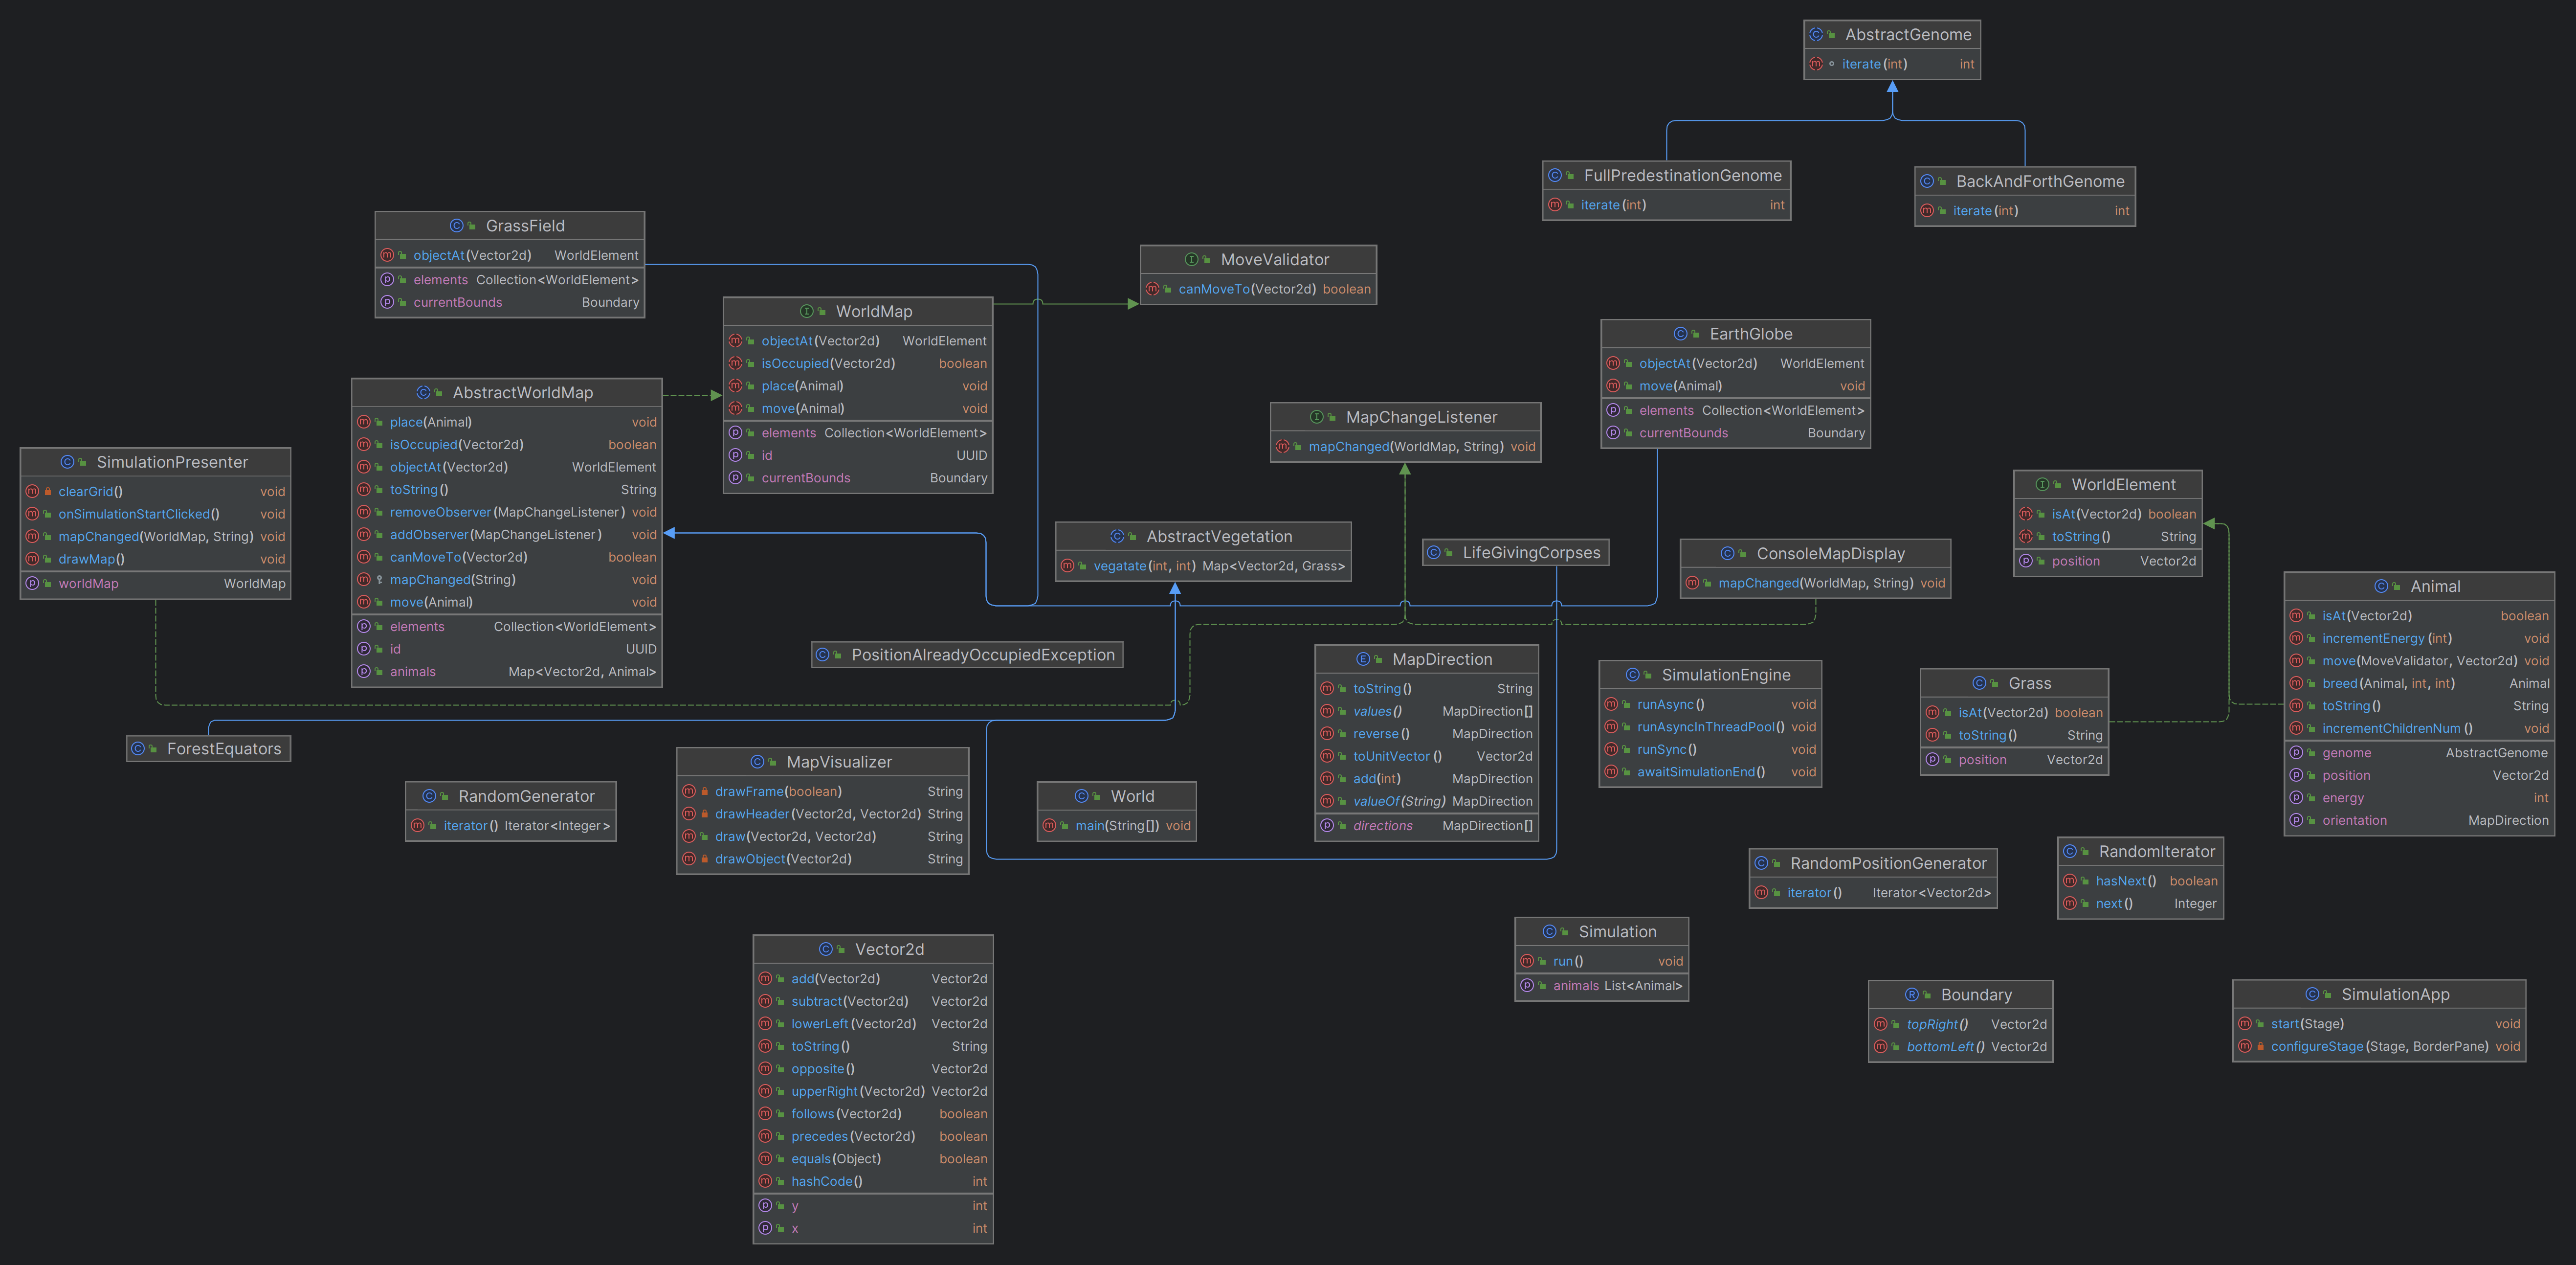 AbstractGenome
iterate(int) int
FullPredestinationGenome
iterate(int) int
BackAndForthGenome
iterate(int) int
GrassField
objectAt(Vector2d) WorldElement
elements Collection<WorldElement>
currentBounds Boundary
MoveValidator
canMoveTo(Vector2d) boolean
WorldMap
objectAt(Vector2d) WorldElement
isOccupied(Vector2d) boolean
place(Animal) void
move(Animal) void
elements Collection<WorldElement>
id UUID
currentBounds Boundary
EarthGlobe
objectAt(Vector2d) WorldElement
move(Animal) void
elements Collection<WorldElement>
currentBounds Boundary
AbstractWorldMap
place(Animal) void
isOccupied(Vector2d) boolean
objectAt(Vector2d) WorldElement
toString() String
removeObserver(MapChangeListener) void
addObserver(MapChangeListener) void
canMoveTo(Vector2d) boolean
mapChanged(String) void
move(Animal) void
elements Collection<WorldElement>
id UUID
animals Map<Vector2d, Animal>
MapChangeListener
mapChanged(WorldMap, String) void
SimulationPresenter
clearGrid() void
onSimulationStartClicked() void
mapChanged(WorldMap, String) void
drawMap() void
worldMap WorldMap
WorldElement
isAt(Vector2d) boolean
toString() String
position Vector2d
AbstractVegetation
vegatate(int, int) Map<Vector2d, Grass>
LifeGivingCorpses
ConsoleMapDisplay
mapChanged(WorldMap, String) void
Animal
isAt(Vector2d) boolean
incrementEnergy(int) void
move(MoveValidator, Vector2d) void
breed(Animal, int, int) Animal
toString() String
incrementChildrenNum() void
genome AbstractGenome
position Vector2d
energy int
orientation MapDirection
PositionAlreadyOccupiedException
MapDirection
toString() String
values() MapDirection[]
reverse() MapDirection
toUnitVector() Vector2d
add(int) MapDirection
valueOf(String) MapDirection
directions MapDirection[]
SimulationEngine
runAsync() void
runAsyncInThreadPool() void
runSync() void
awaitSimulationEnd() void
Grass
isAt(Vector2d) boolean
toString() String
position Vector2d
ForestEquators
RandomGenerator
iterator() Iterator<Integer>
MapVisualizer
drawFrame(boolean) String
drawHeader(Vector2d, Vector2d) String
draw(Vector2d, Vector2d) String
drawObject(Vector2d) String
World
main(String[]) void
RandomPositionGenerator
iterator() Iterator<Vector2d>
RandomIterator
hasNext() boolean
next() Integer
Simulation
run() void
animals List<Animal>
Vector2d
add(Vector2d) Vector2d
subtract(Vector2d) Vector2d
lowerLeft(Vector2d) Vector2d
toString() String
opposite() Vector2d
upperRight(Vector2d) Vector2d
follows(Vector2d) boolean
precedes(Vector2d) boolean
equals(Object) boolean
hashCode() int
y int
x int
Boundary
topRight() Vector2d
bottomLeft() Vector2d
SimulationApp
start(Stage) void
configureStage(Stage, BorderPane) void